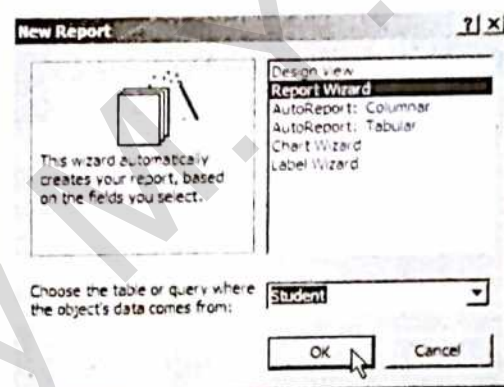 New Report
? ×
Design View
Report Wizard
AutoReport: Columnar
AutoReport: Tabular
Chart Wizard
Label Wizard
This wizard automatically
creates your report, based
on the fields you select.
Choose the table or query where
the object's data comes from:
Student
OK
Cancel